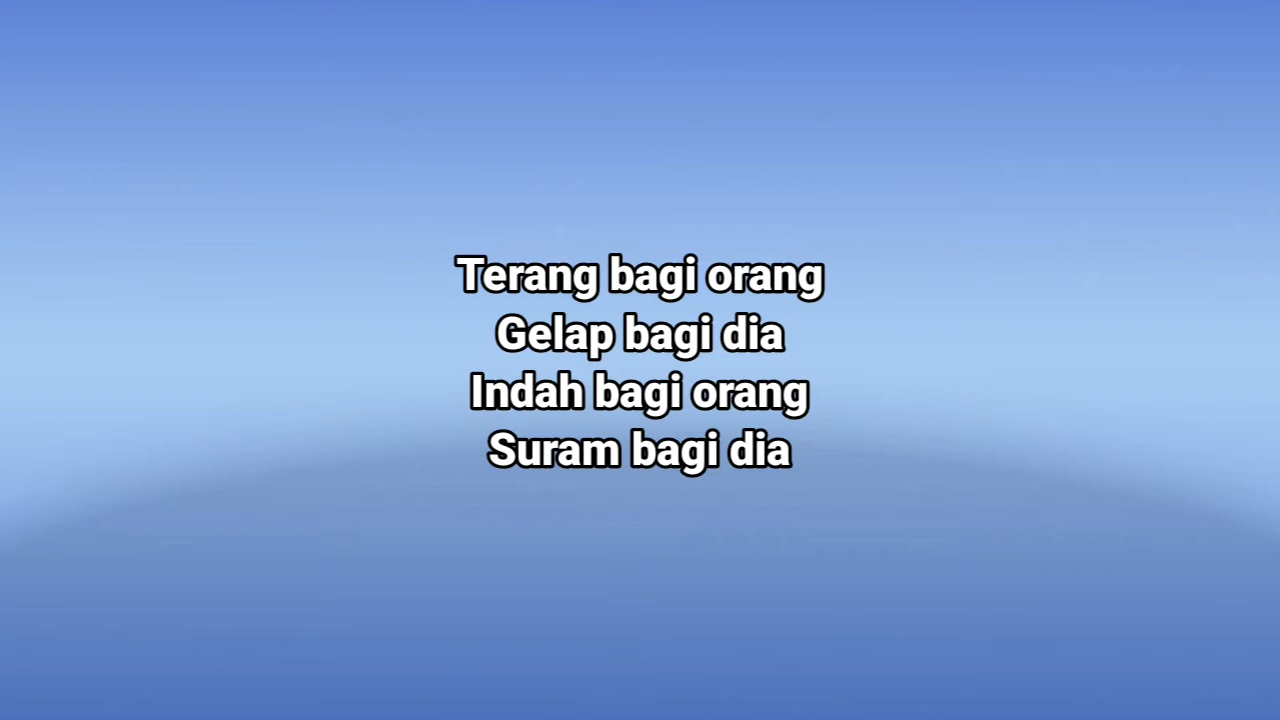 Terang bagi orang
Gelap bagi dia
Indah bagi orang
Suram bagi dia